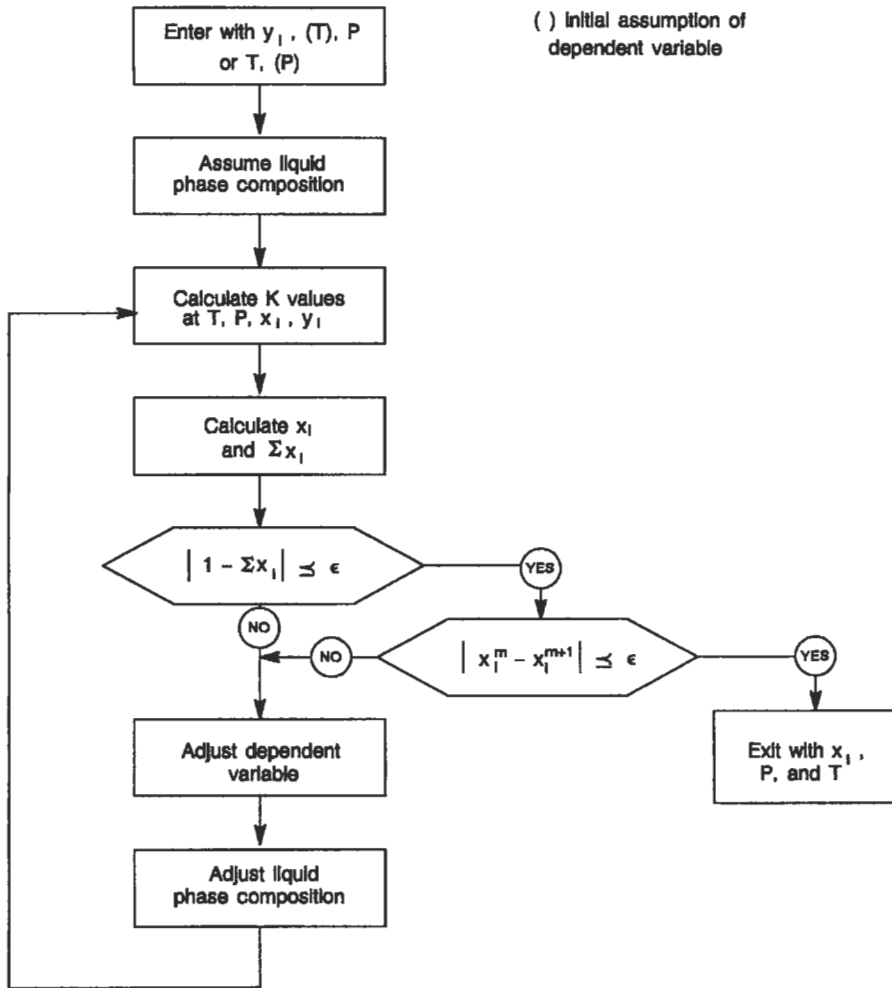 Enter with y_i , (T), P
or T, (P)
( ) initial assumption of
dependent variable
Assume liquid
phase composition
Calculate K values
at T, P, x_i , y_i
Calculate x_i
and Σx_i
| 1 - Σx_i | ≤ ϵ
YES
NO
| x_i^m - x_i^{m+1} | ≤ ϵ
NO
YES
Adjust dependent
variable
Exit with x_i ,
P, and T
Adjust liquid
phase composition